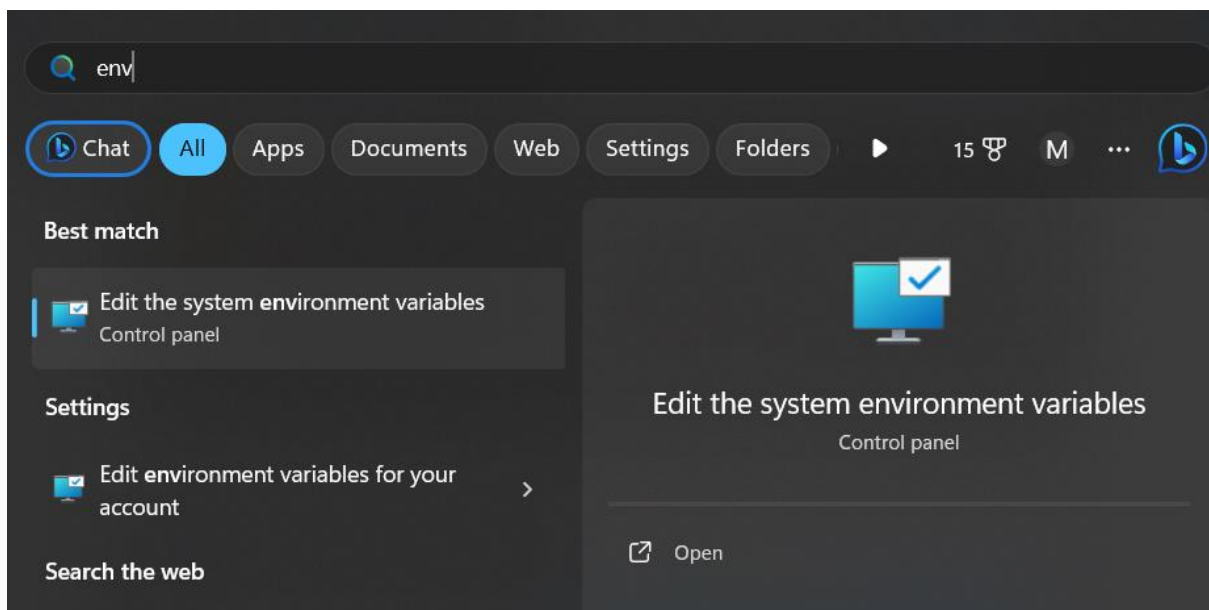 env
Chat All Apps Documents Web Settings Folders 15 M ...
Best match
Edit the system environment variables
Control panel
Settings
Edit environment variables for your
account
Search the web
Edit the system environment variables
Control panel
Open